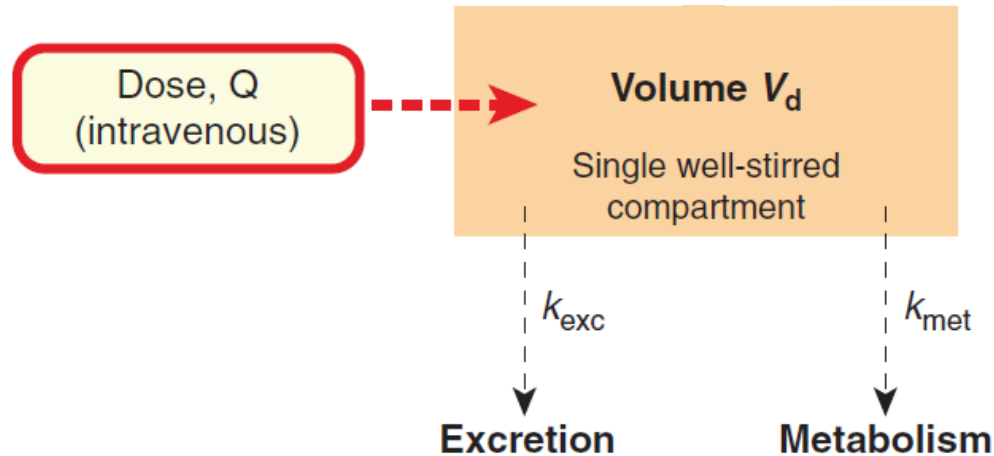 Dose, Q
(intravenous)
Volume Vd
Single well-stirred
compartment
kexc
kmet
Excretion
Metabolism